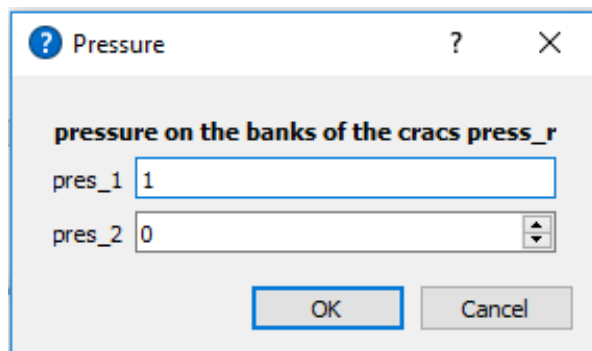 Pressure ?
pressure on the banks of the cracs press_r
pres_1 1
pres_2 0
OK Cancel